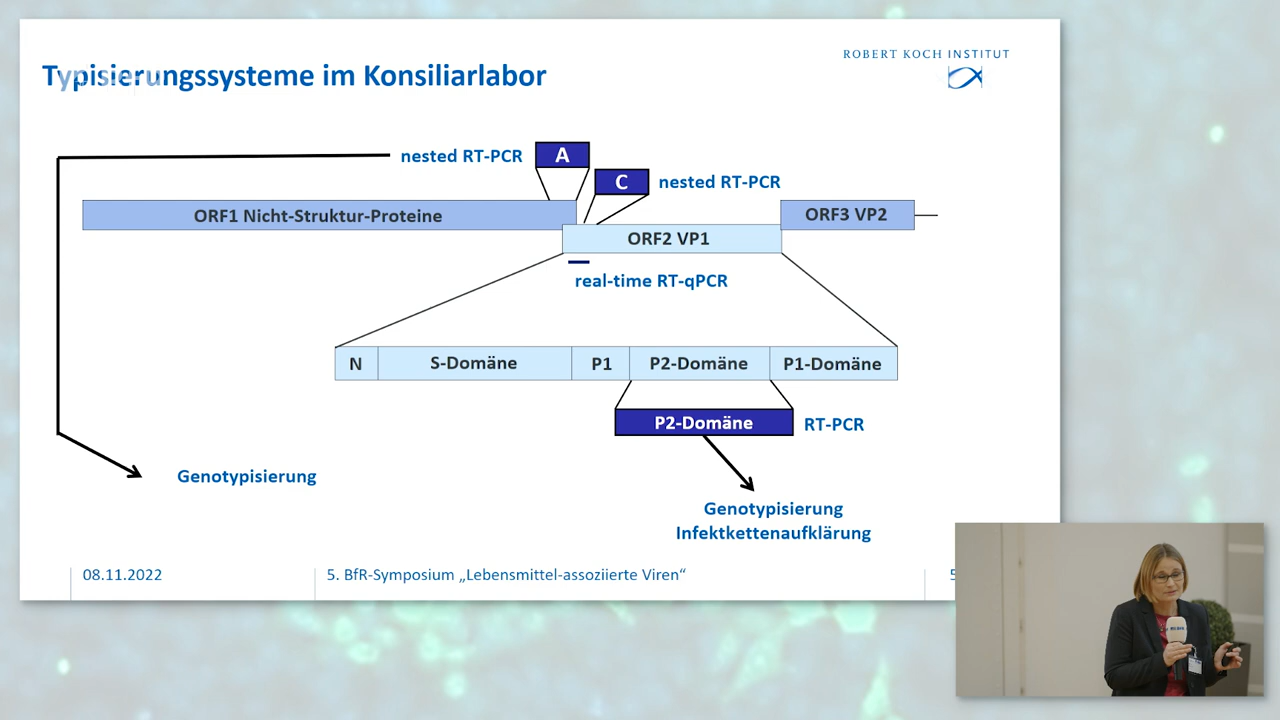 Typisierungssysteme im Konsiliarlabor
ROBERT KOCH INSTITUT
nested RT-PCR
A
C
nested RT-PCR
ORF1 Nicht-Struktur-Proteine
ORF3 VP2
ORF2 VP1
real-time RT-qPCR
N
S-Domäne
P1
P2-Domäne
P1-Domäne
P2-Domäne
RT-PCR
Genotypisierung
Genotypisierung
Infektkettenaufklärung
08.11.2022
5. BfR-Symposium „Lebensmittel-assoziierte Viren“